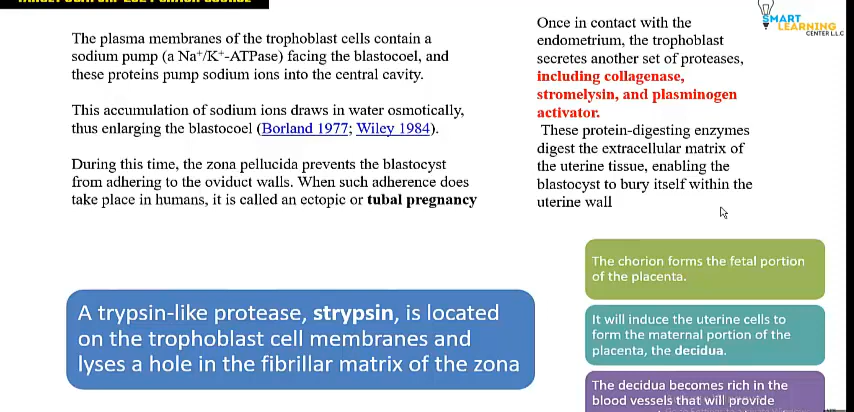 The plasma membranes of the trophoblast cells contain a
sodium pump (a Na⁺/K⁺-ATPase) facing the blastocoel, and
these proteins pump sodium ions into the central cavity.
This accumulation of sodium ions draws in water osmotically,
thus enlarging the blastocoel (Borland 1977; Wiley 1984).
During this time, the zona pellucida prevents the blastocyst
from adhering to the oviduct walls. When such adherence does
take place in humans, it is called an ectopic or tubal pregnancy
A trypsin-like protease, strypsin, is located
on the trophoblast cell membranes and
lyses a hole in the fibrillar matrix of the zona
SMART
LEARNING
CENTER L.L.C
Once in contact with the
endometrium, the trophoblast
secretes another set of proteases,
including collagenase,
stromelysin, and plasminogen
activator.
These protein-digesting enzymes
digest the extracellular matrix of
the uterine tissue, enabling the
blastocyst to bury itself within the
uterine wall
The chorion forms the fetal portion
of the placenta.
It will induce the uterine cells to
form the maternal portion of the
placenta, the decidua.
The decidua becomes rich in the
blood vessels that will provide